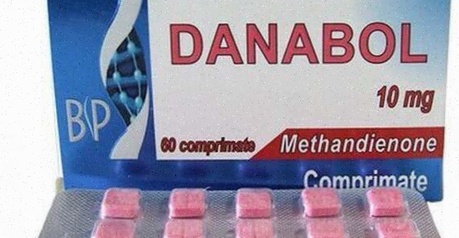 DANABOL
10 mg
BP
60 comprimate
Methandienone
Comprimate